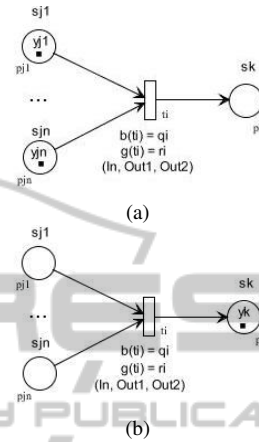 sj1
yj1
pj1
...
sjn
yjn
pjn
ti
sk
b(ti) = qi
g(ti) = ri
(In, Out1, Out2)
(a)
sj1
pj1
...
sjn
pjn
ti
sk
yk
b(ti) = qi
g(ti) = ri
(In, Out1, Out2)
(b)
PUBLICA